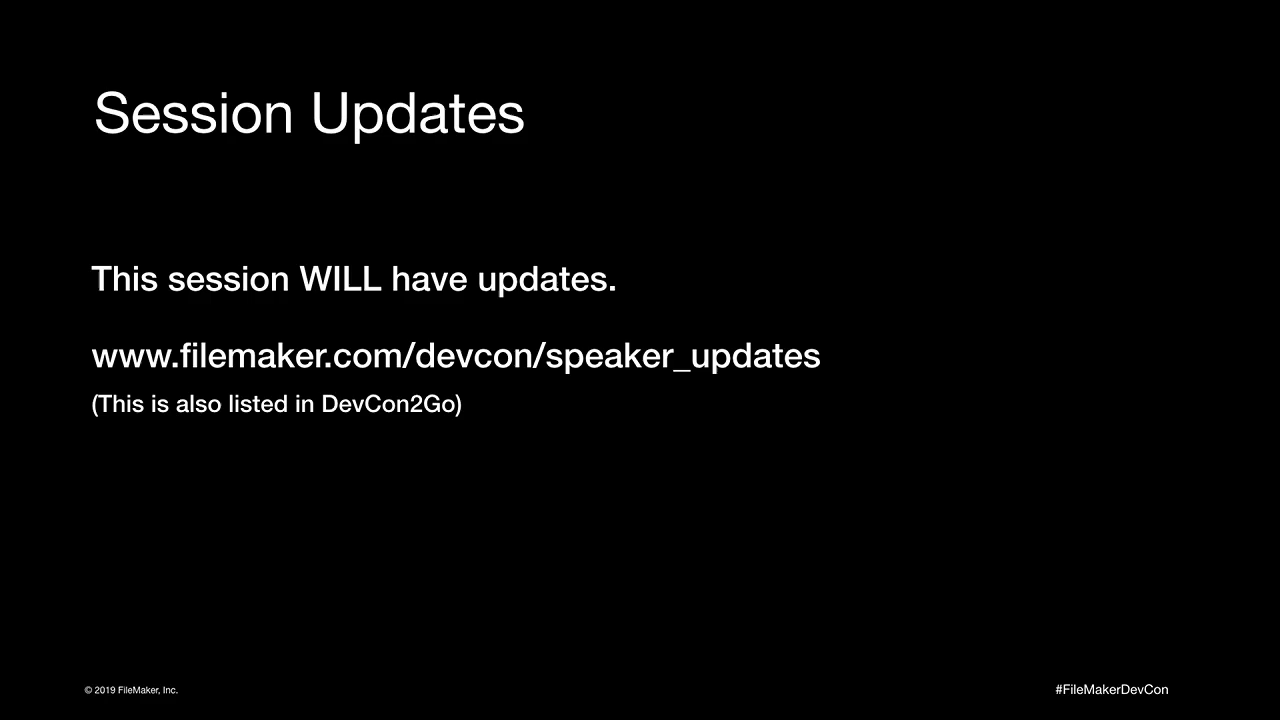 Session Updates
This session WILL have updates.
www.filemaker.com/devcon/speaker_updates
(This is also listed in DevCon2Go)
© 2019 FileMaker, Inc.
#FileMakerDevCon